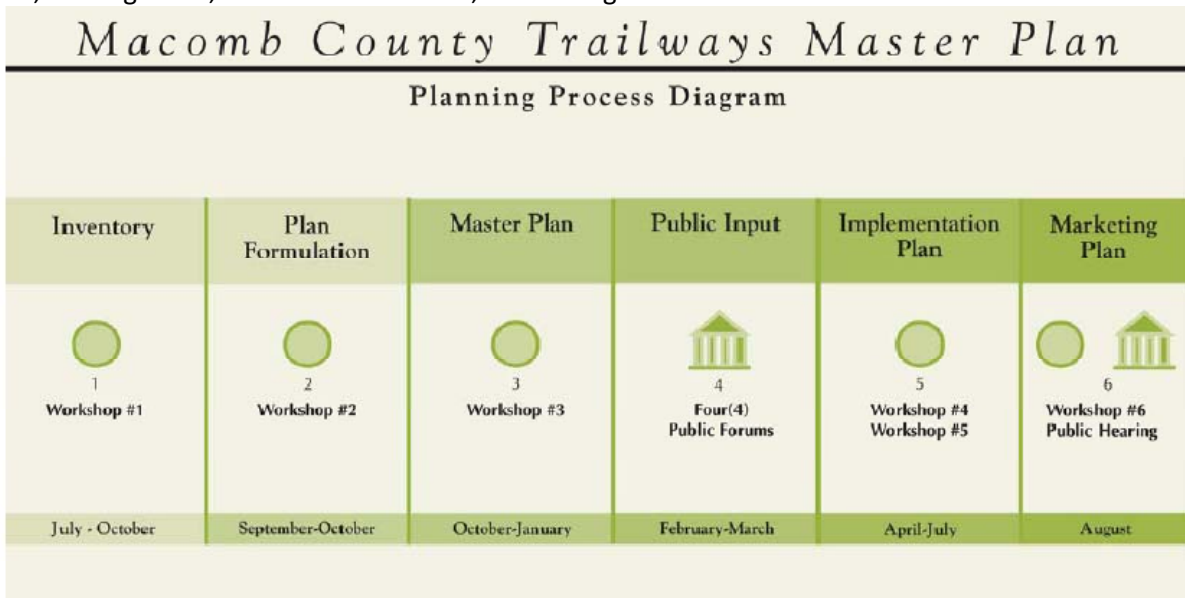 Macomb County Trailways Master Plan
Planning Process Diagram
Inventory
Plan
Formulation
Master Plan
Public Input
Implementation
Plan
Marketing
Plan
1
Workshop #1
2
Workshop #2
3
Workshop #3
4
Four(4)
Public Forums
5
Workshop #4
Workshop #5
6
Workshop #6
Public Hearing
July - October
September-October
October-January
February-March
April-July
August